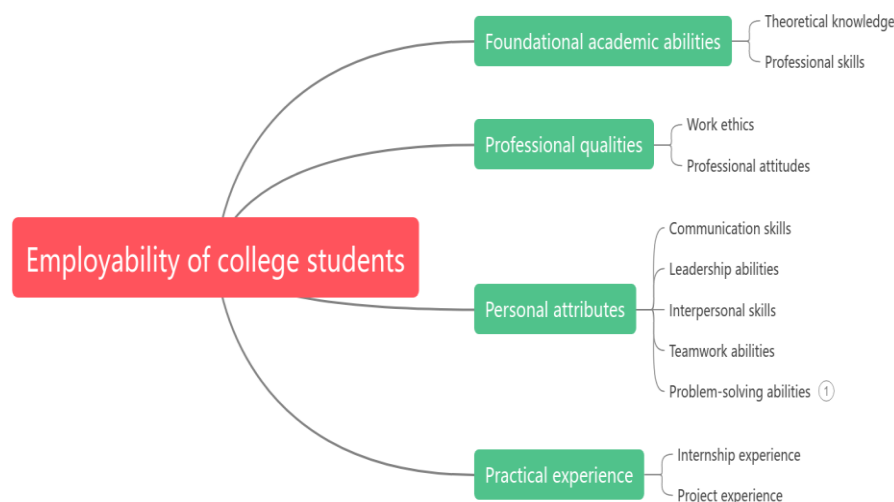 Employability of college students
Foundational academic abilities
Theoretical knowledge
Professional skills
Professional qualities
Work ethics
Professional attitudes
Personal attributes
Communication skills
Leadership abilities
Interpersonal skills
Teamwork abilities
Problem-solving abilities 1
Practical experience
Internship experience
Project experience